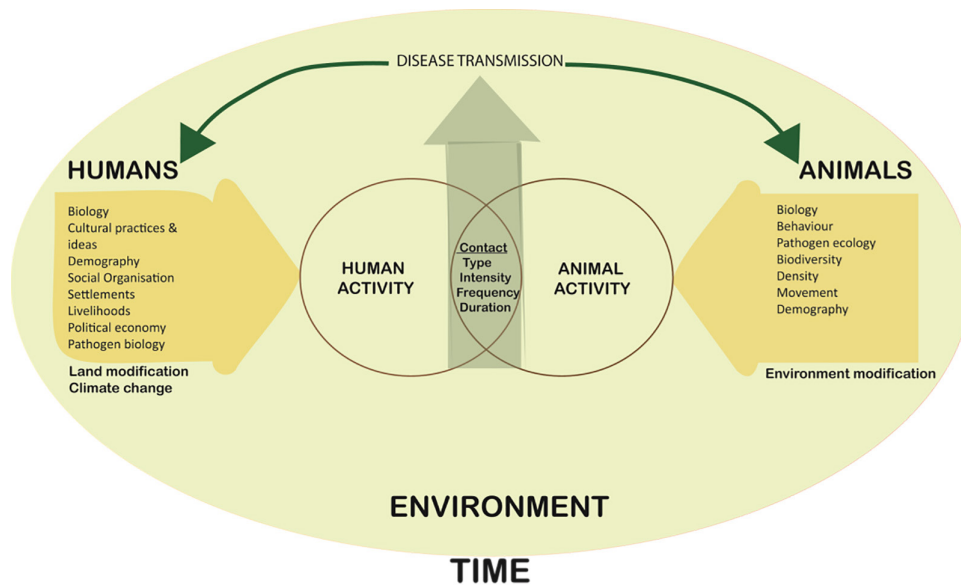 DISEASE TRANSMISSION
HUMANS
Biology
Cultural practices &
ideas
Demography
Social Organisation
Settlements
Livelihoods
Political economy
Pathogen biology
Land modification
Climate change
HUMAN
ACTIVITY
Contact
Type
Intensity
Frequency
Duration
ANIMAL
ACTIVITY
ANIMALS
Biology
Behaviour
Pathogen ecology
Biodiversity
Density
Movement
Demography
Environment modification
ENVIRONMENT
TIME